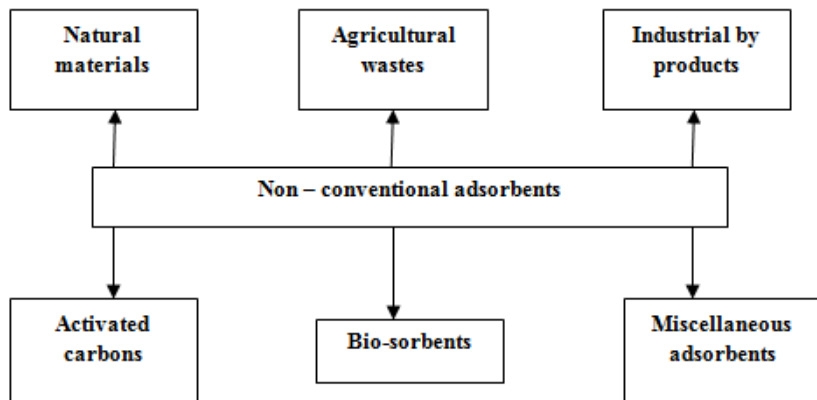 Natural
materials
Agricultural
wastes
Industrial by
products
Non – conventional adsorbents
Activated
carbons
Bio-sorbents
Miscellaneous
adsorbents